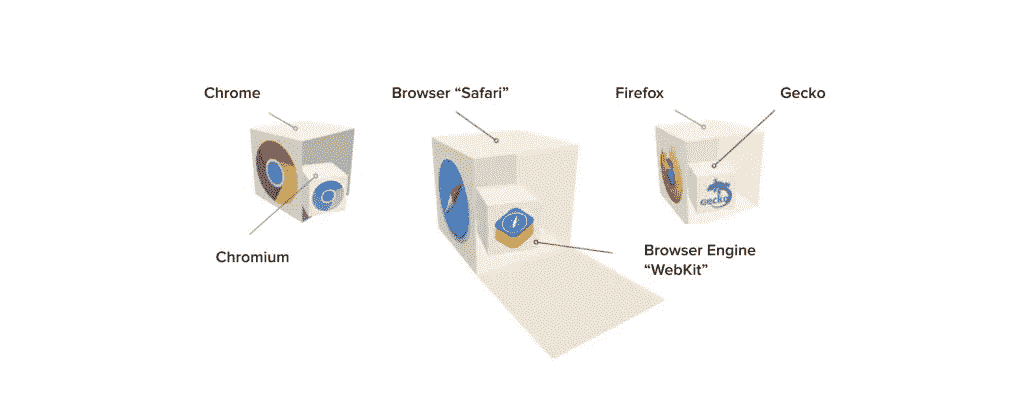 Chrome
Browser “Safari”
Firefox
Gecko
Gecko
Chromium
Browser Engine
“WebKit”